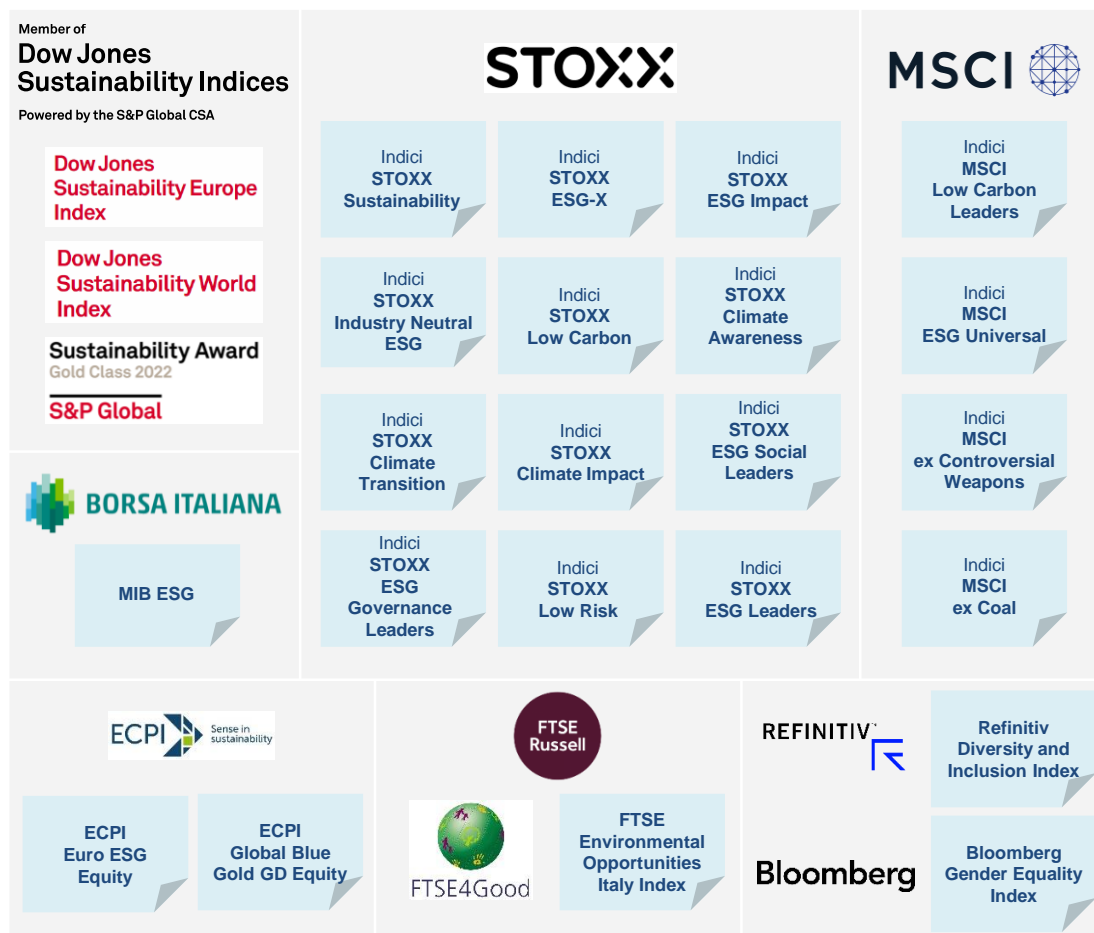 Member of
Dow Jones
Sustainability Indices
Powered by the S&P Global CSA
Dow Jones
Sustainability Europe
Index
Dow Jones
Sustainability World
Index
Sustainability Award
Gold Class 2022
S&P Global
BORSA ITALIANA
MIB ESG
STOXX
Indici
STOXX
Sustainability
Indici
STOXX
ESG-X
Indici
STOXX
ESG Impact
Indici
STOXX
Industry Neutral
ESG
Indici
STOXX
Low Carbon
Indici
STOXX
Climate
Awareness
Indici
STOXX
Climate
Transition
Indici
STOXX
Climate Impact
Indici
STOXX
ESG Social
Leaders
Indici
STOXX
ESG
Governance
Leaders
Indici
STOXX
Low Risk
Indici
STOXX
ESG Leaders
MSCI
Indici
MSCI
Low Carbon
Leaders
Indici
MSCI
ESG Universal
Indici
MSCI
ex Controversial
Weapons
Indici
MSCI
ex Coal
ECPI
Sense in
sustainability
ECPI
Euro ESG
Equity
ECPI
Global Blue
Gold GD Equity
FTSE
Russell
FTSE4Good
FTSE
Environmental
Opportunities
Italy Index
REFINITIV
Refinitiv
Diversity and
Inclusion Index
Bloomberg
Bloomberg
Gender Equality
Index